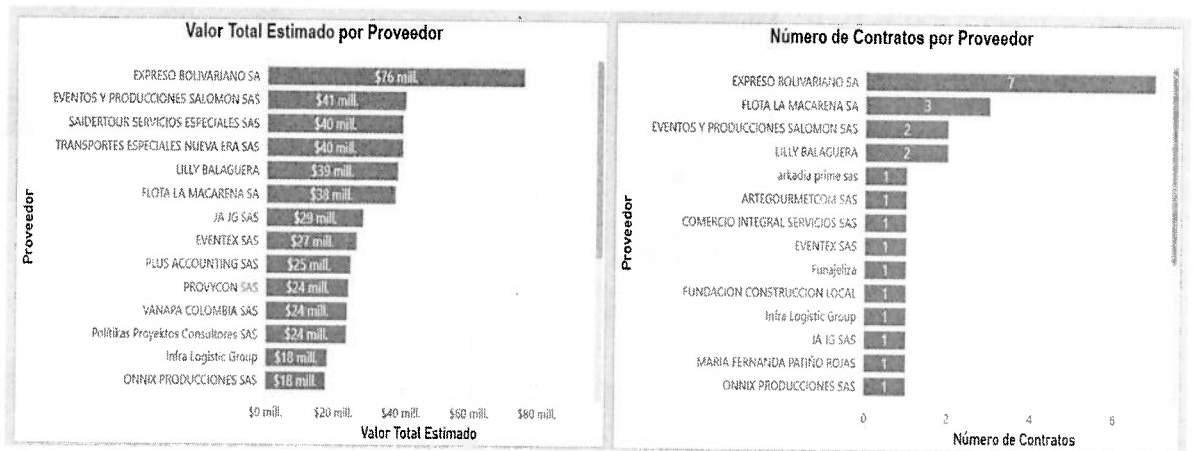 Valor Total Estimado por Proveedor
Proveedor
EXPRESO BOLIVARIANO SA $76 mill.
EVENTOS Y PRODUCCIONES SALOMON SAS $41 mill.
SAIDERTOUR SERVICIOS ESPECIALES SAS $40 mill.
TRANSPORTES ESPECIALES NUEVA ERA SAS $40 mill.
LILLY BALAGUERA $39 mill.
FLOTA LA MACARENA SA $38 mill.
JA JG SAS $29 mill.
EVENTEX SAS $27 mill.
PLUS ACCOUNTING SAS $25 mill.
PROVYCON SAS $24 mill.
VANAPA COLOMBIA SAS $24 mill.
Polítikas Proyektos Consultores SAS $24 mill.
Infra Logistic Group $18 mill.
ONNIX PRODUCCIONES SAS $18 mill.
$0 mill. $20 mill. $40 mill. $60 mill. $80 mill.
Valor Total Estimado
Número de Contratos por Proveedor
Proveedor
EXPRESO BOLIVARIANO SA 7
FLOTA LA MACARENA SA 3
EVENTOS Y PRODUCCIONES SALOMON SAS 2
LILLY BALAGUERA 2
arkadia prime sas 1
ARTEGOURMETCOM SAS 1
COMERCIO INTEGRAL SERVICIOS SAS 1
EVENTEX SAS 1
Funajeliza 1
FUNDACION CONSTRUCCION LOCAL 1
Infra Logistic Group 1
JA JG SAS 1
MARIA FERNANDA PATIÑO ROJAS 1
ONNIX PRODUCCIONES SAS 1
0 2 4 6
Número de Contratos